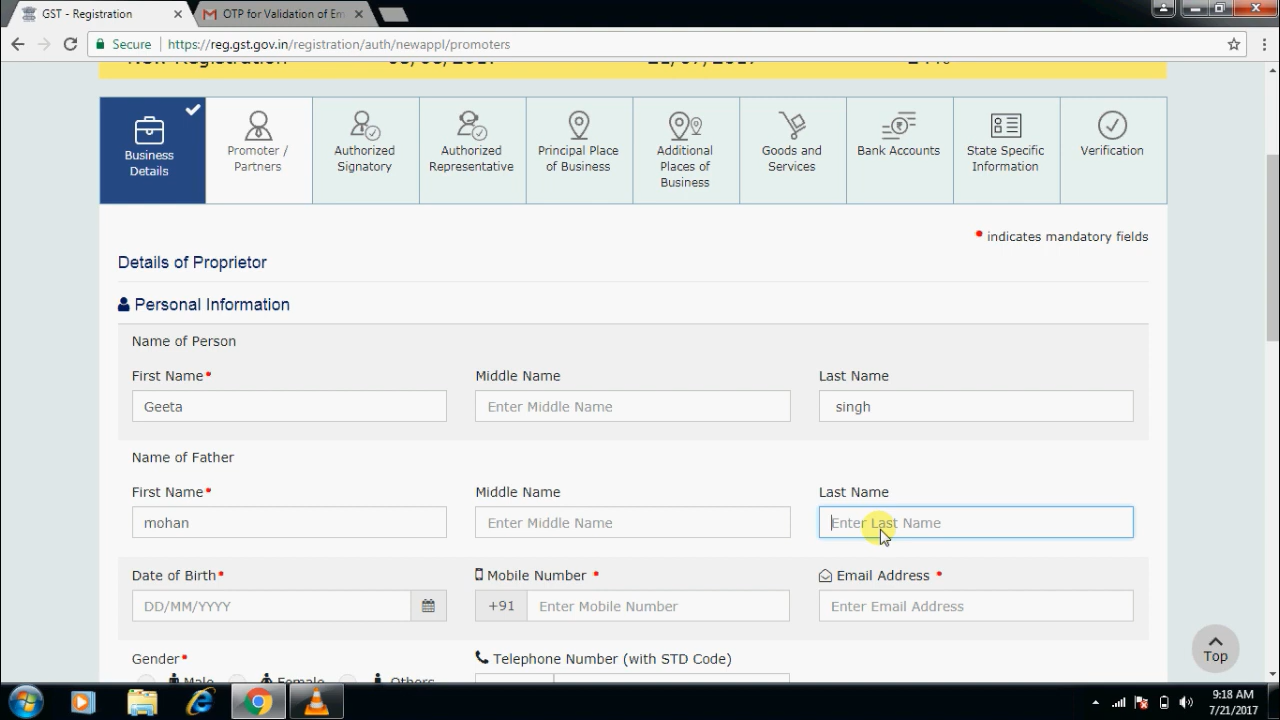 GST - Registration
OTP for Validation of Em
Secure
https://reg.gst.gov.in/registration/auth/newappl/promoters
Business Details
Promoter / Partners
Authorized Signatory
Authorized Representative
Principal Place of Business
Additional Places of Business
Goods and Services
Bank Accounts
State Specific Information
Verification
• indicates mandatory fields
Details of Proprietor
Personal Information
Name of Person
First Name• Middle Name Last Name
Geeta Enter Middle Name singh
Name of Father
First Name• Middle Name Last Name
mohan Enter Middle Name Enter Last Name
Date of Birth• Mobile Number • Email Address •
DD/MM/YYYY +91 Enter Mobile Number Enter Email Address
Gender• Telephone Number (with STD Code)
Male Female Others
Top
9:18 AM
7/21/2017